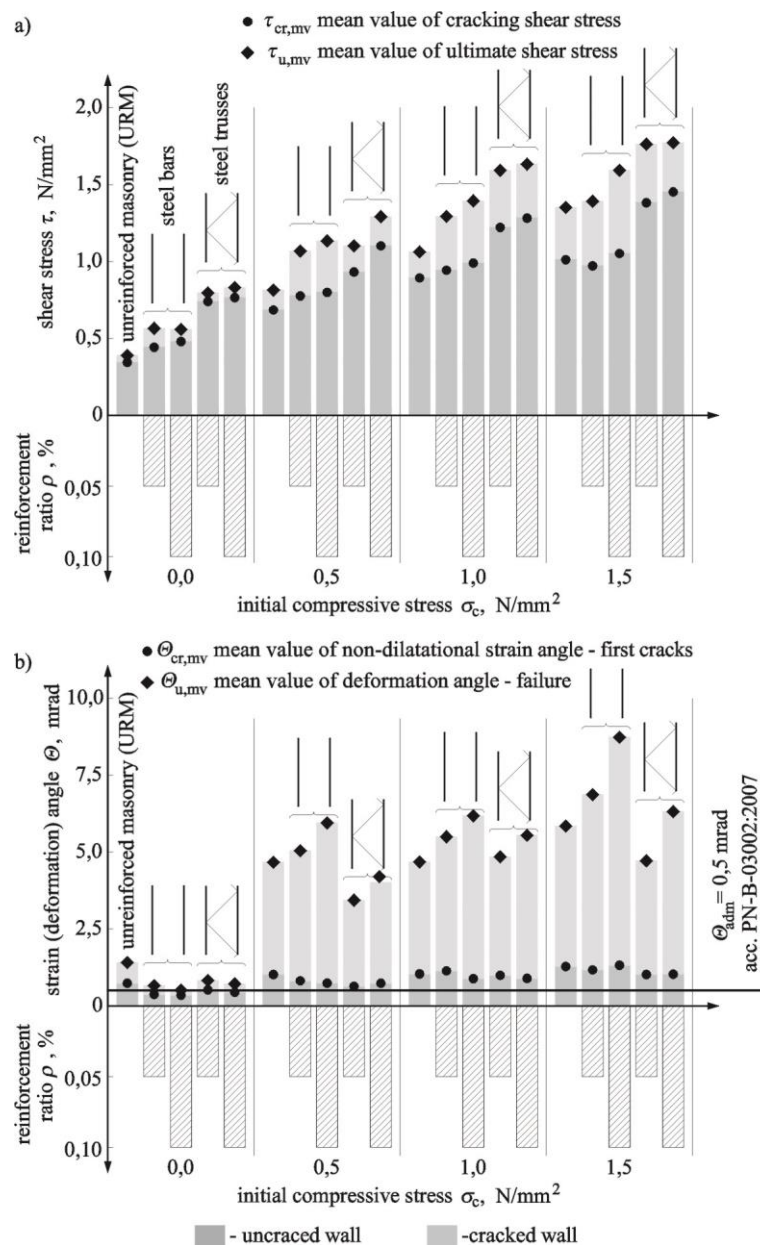 a)
τcr,mv mean value of cracking shear stress
τu,mv mean value of ultimate shear stress
shear stress τ, N/mm²
2,0
1,5
1,0
0,5
0
unreinforced masonry (URM)
steel bars
steel trusses
reinforcement
ratio ρ , %
0,05
0,10
0,0
0,5
1,0
1,5
initial compressive stress σc, N/mm²
b)
Θcr,mv mean value of non-dilatational strain angle - first cracks
Θu,mv mean value of deformation angle - failure
strain (deformation) angle Θ, mrad
10,0
7,5
5,0
2,5
0
unreinforced masonry (URM)
Θadm= 0,5 mrad
acc. PN-B-03002:2007
reinforcement
ratio ρ , %
0,05
0,10
0,0
0,5
1,0
1,5
initial compressive stress σc, N/mm²
- uncraced wall
-cracked wall